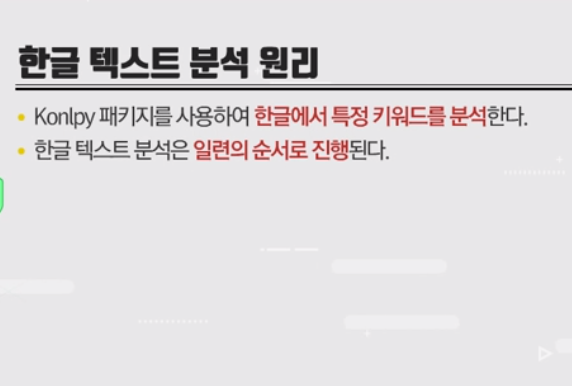 한글 텍스트 분석 원리
• Konlpy 패키지를 사용하여 한글에서 특정 키워드를 분석한다.
• 한글 텍스트 분석은 일련의 순서로 진행된다.